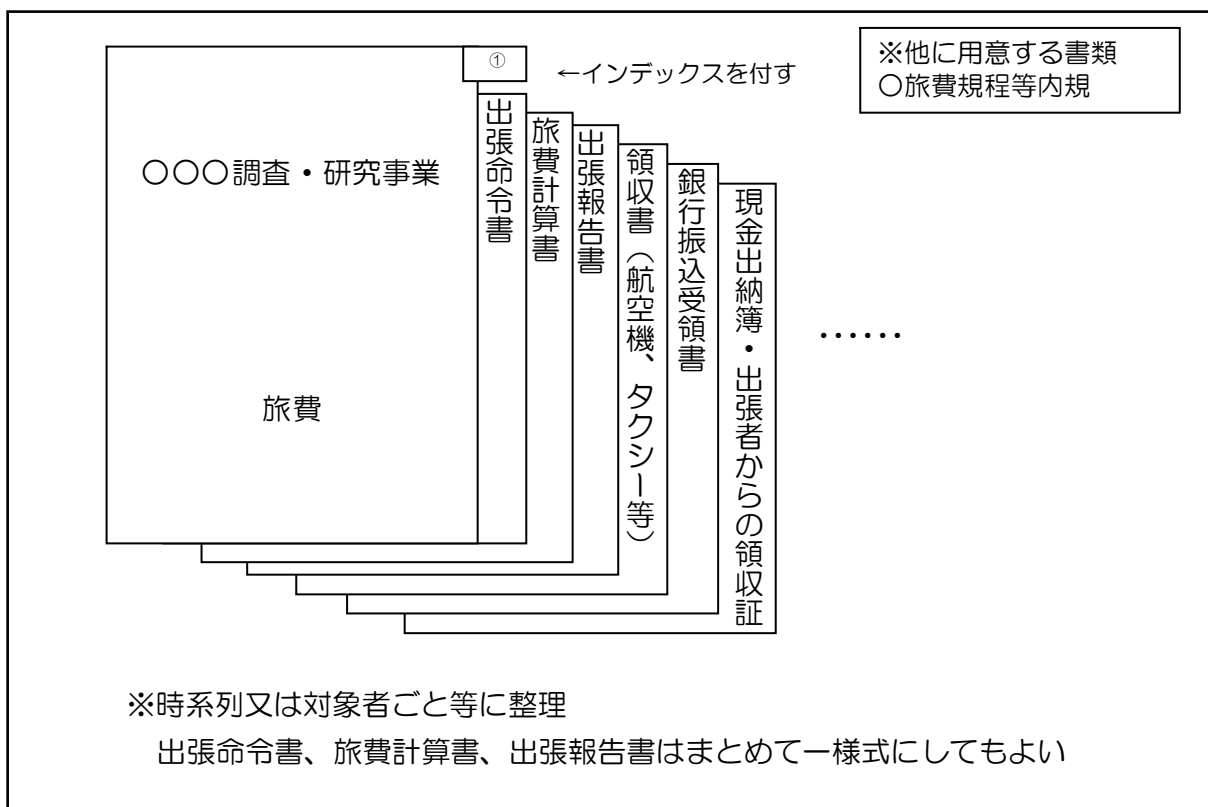 ①
←インデックスを付す
※他に用意する書類
○旅費規程等内規
○○○調査・研究事業
旅費
出張命令書
旅費計算書
出張報告書
領収書（航空機、タクシー等）
銀行振込受領書
現金出納簿・出張者からの領収証
・・・・・・
※時系列又は対象者ごと等に整理
出張命令書、旅費計算書、出張報告書はまとめて一様式にしてもよい